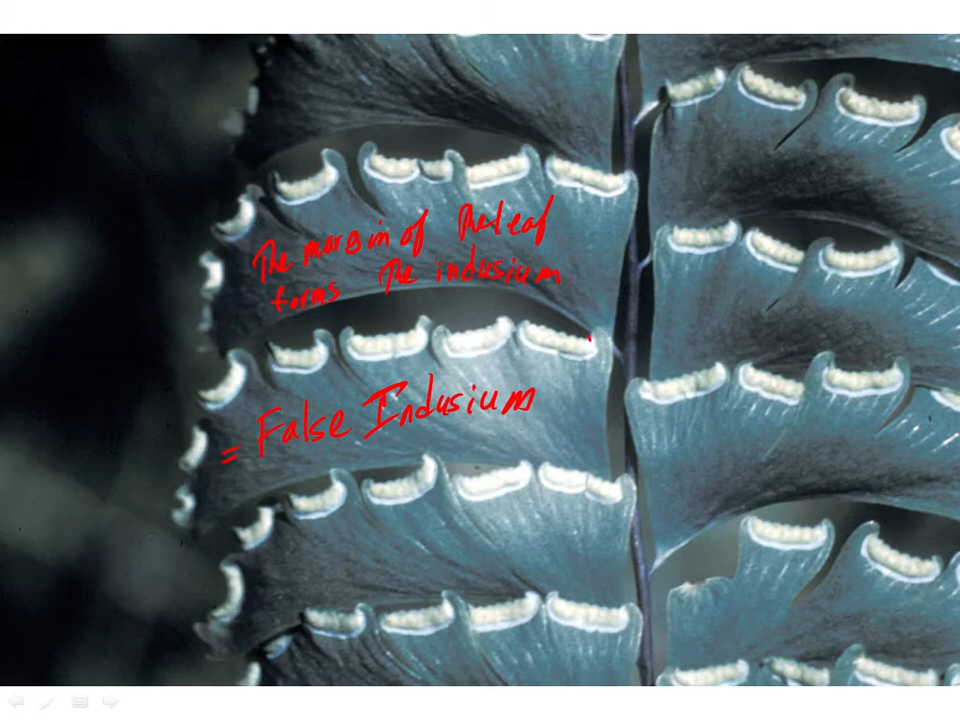 The margin of The leaf
forms The indusium
= False Indusium